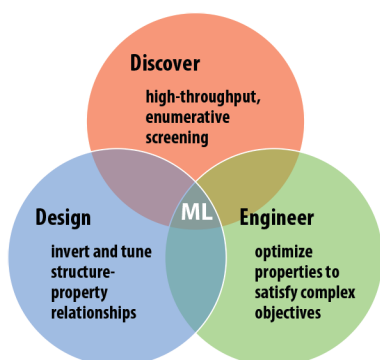 Discover
high-throughput,
enumerative
screening
ML
Design
invert and tune
structure-
property
relationships
Engineer
optimize
properties to
satisfy complex
objectives